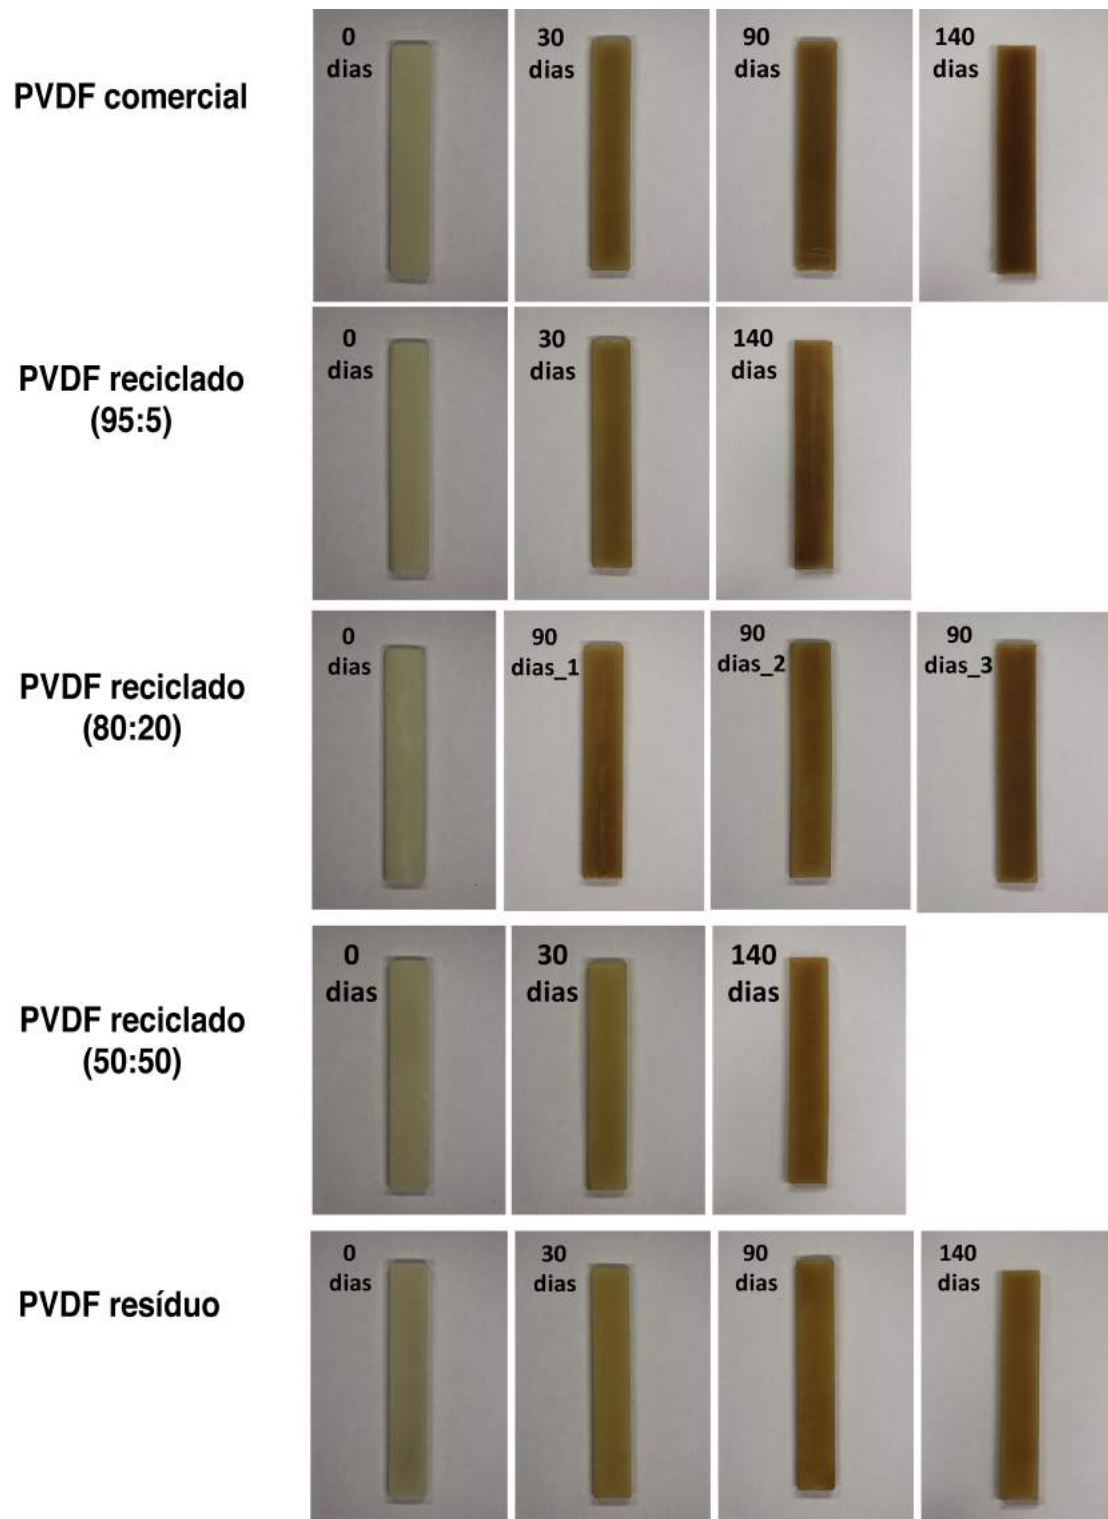 PVDF comercial
0
dias
30
dias
90
dias
140
dias
PVDF reciclado
(95:5)
0
dias
30
dias
140
dias
PVDF reciclado
(80:20)
0
dias
90
dias_1
90
dias_2
90
dias_3
PVDF reciclado
(50:50)
0
dias
30
dias
140
dias
PVDF resíduo
0
dias
30
dias
90
dias
140
dias